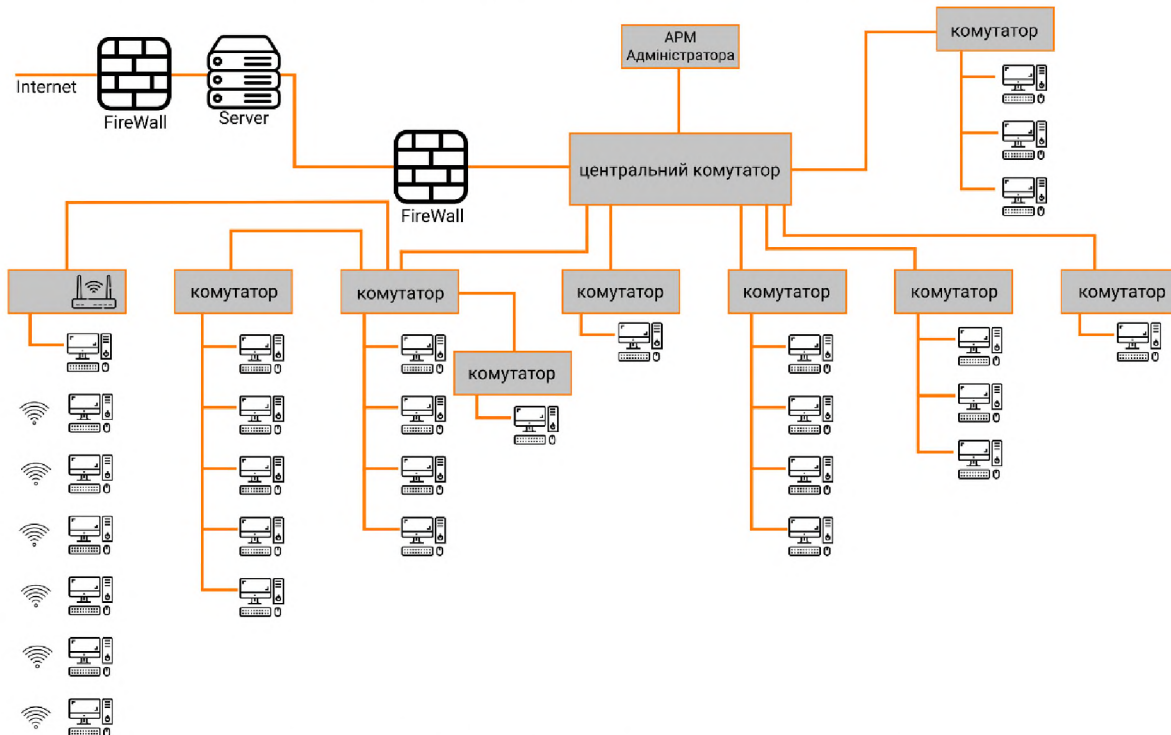 Internet
FireWall
Server
FireWall
АРМ
Адміністратора
комутатор
центральний комутатор
комутатор
комутатор
комутатор
комутатор
комутатор
комутатор
комутатор